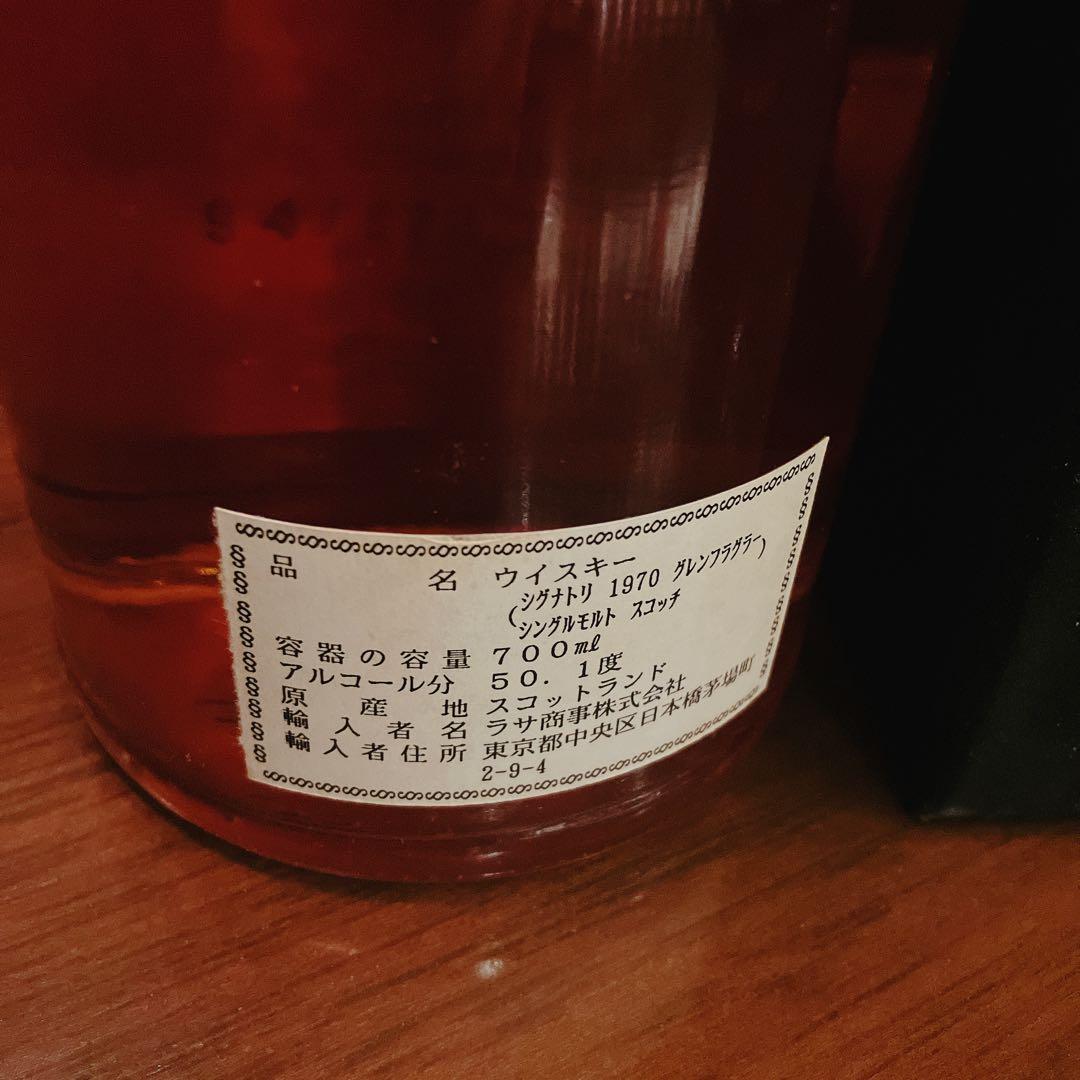 品名 ウイスキー
(シグナトリ 1970 グレンフラグラー
シングルモルト スコッチ)
容器の容量 700㎖
アルコール分 50.1度
原産地 スコットランド
輸入者名 ラサ商事株式会社
輸入者住所 東京都中央区日本橋茅場町
2-9-4